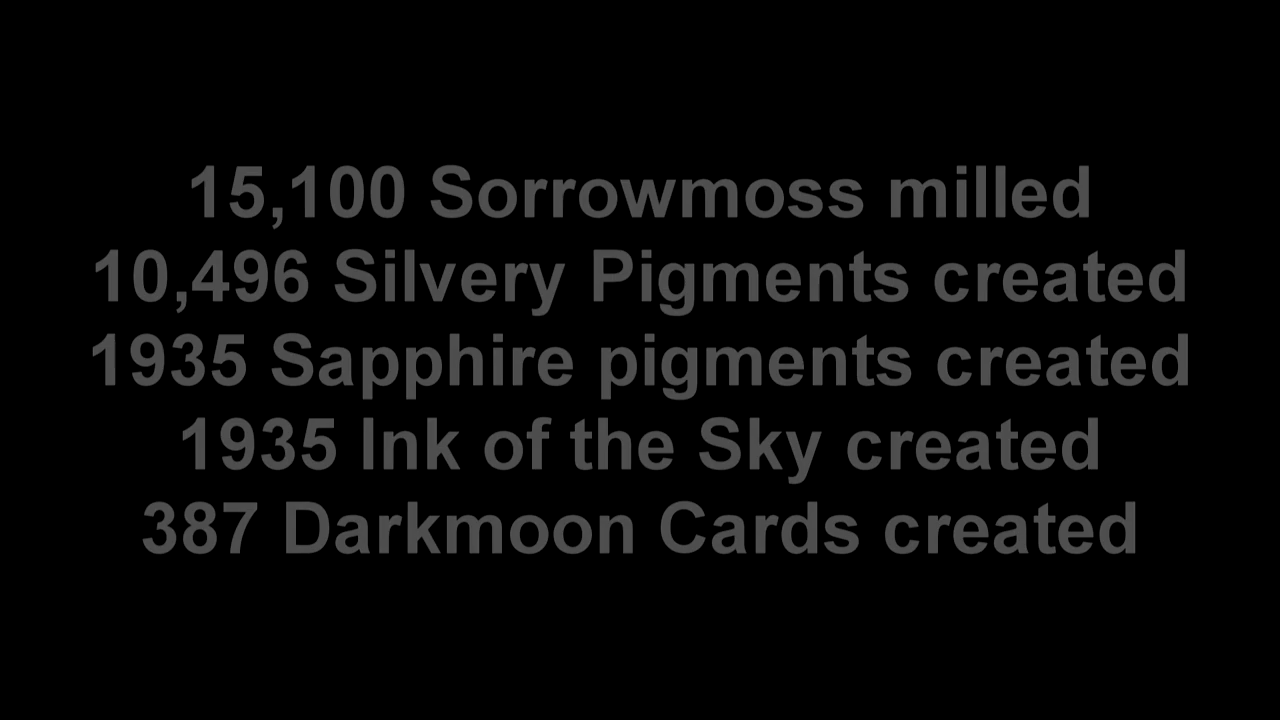 15,100 Sorrowmoss milled
10,496 Silvery Pigments created
1935 Sapphire pigments created
1935 Ink of the Sky created
387 Darkmoon Cards created